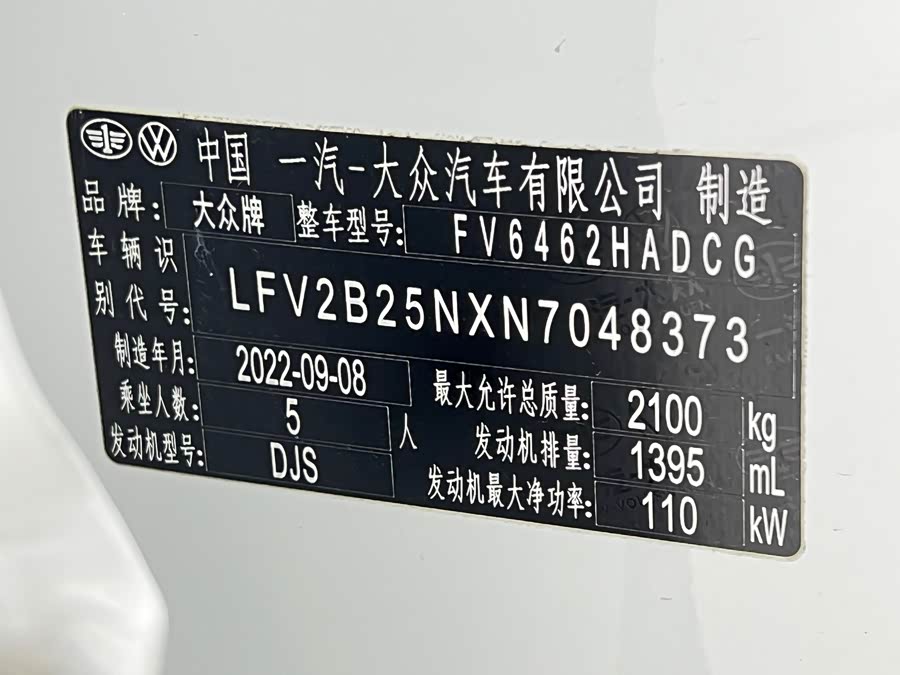 中国 一汽-大众汽车有限公司 制造
品牌: 大众牌 整车型号: FV6462HADCG
车辆识别代号: LFV2B25NXN7048373
制造年月: 2022-09-08
乘坐人数: 5 人
发动机型号: DJS
最大允许总质量: 2100 kg
发动机排量: 1395 mL
发动机最大净功率: 110 kW